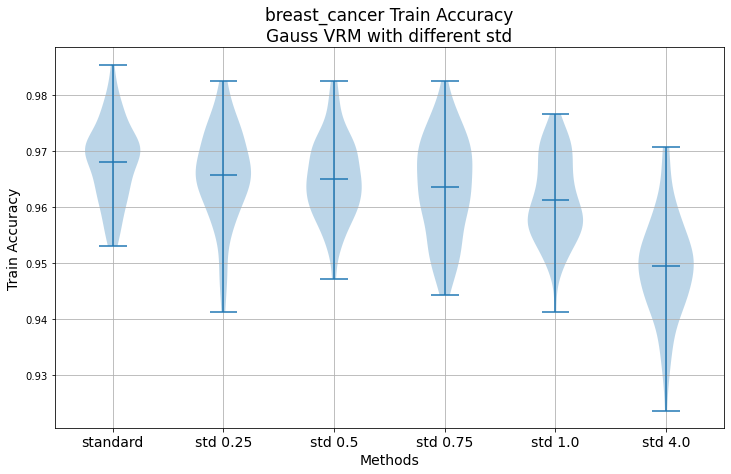 breast_cancer Train Accuracy
Gauss VRM with different std
Train Accuracy
0.98
0.97
0.96
0.95
0.94
0.93
standard std 0.25 std 0.5 std 0.75 std 1.0 std 4.0
Methods